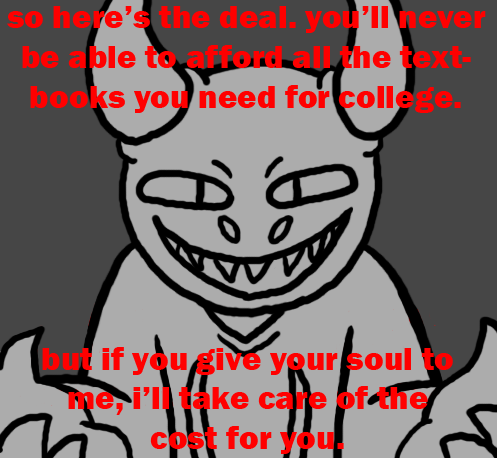 so here's the deal. you'll never
be able to afford all the text-
books you need for college.
but if you give your soul to
me, i'll take care of the
cost for you.